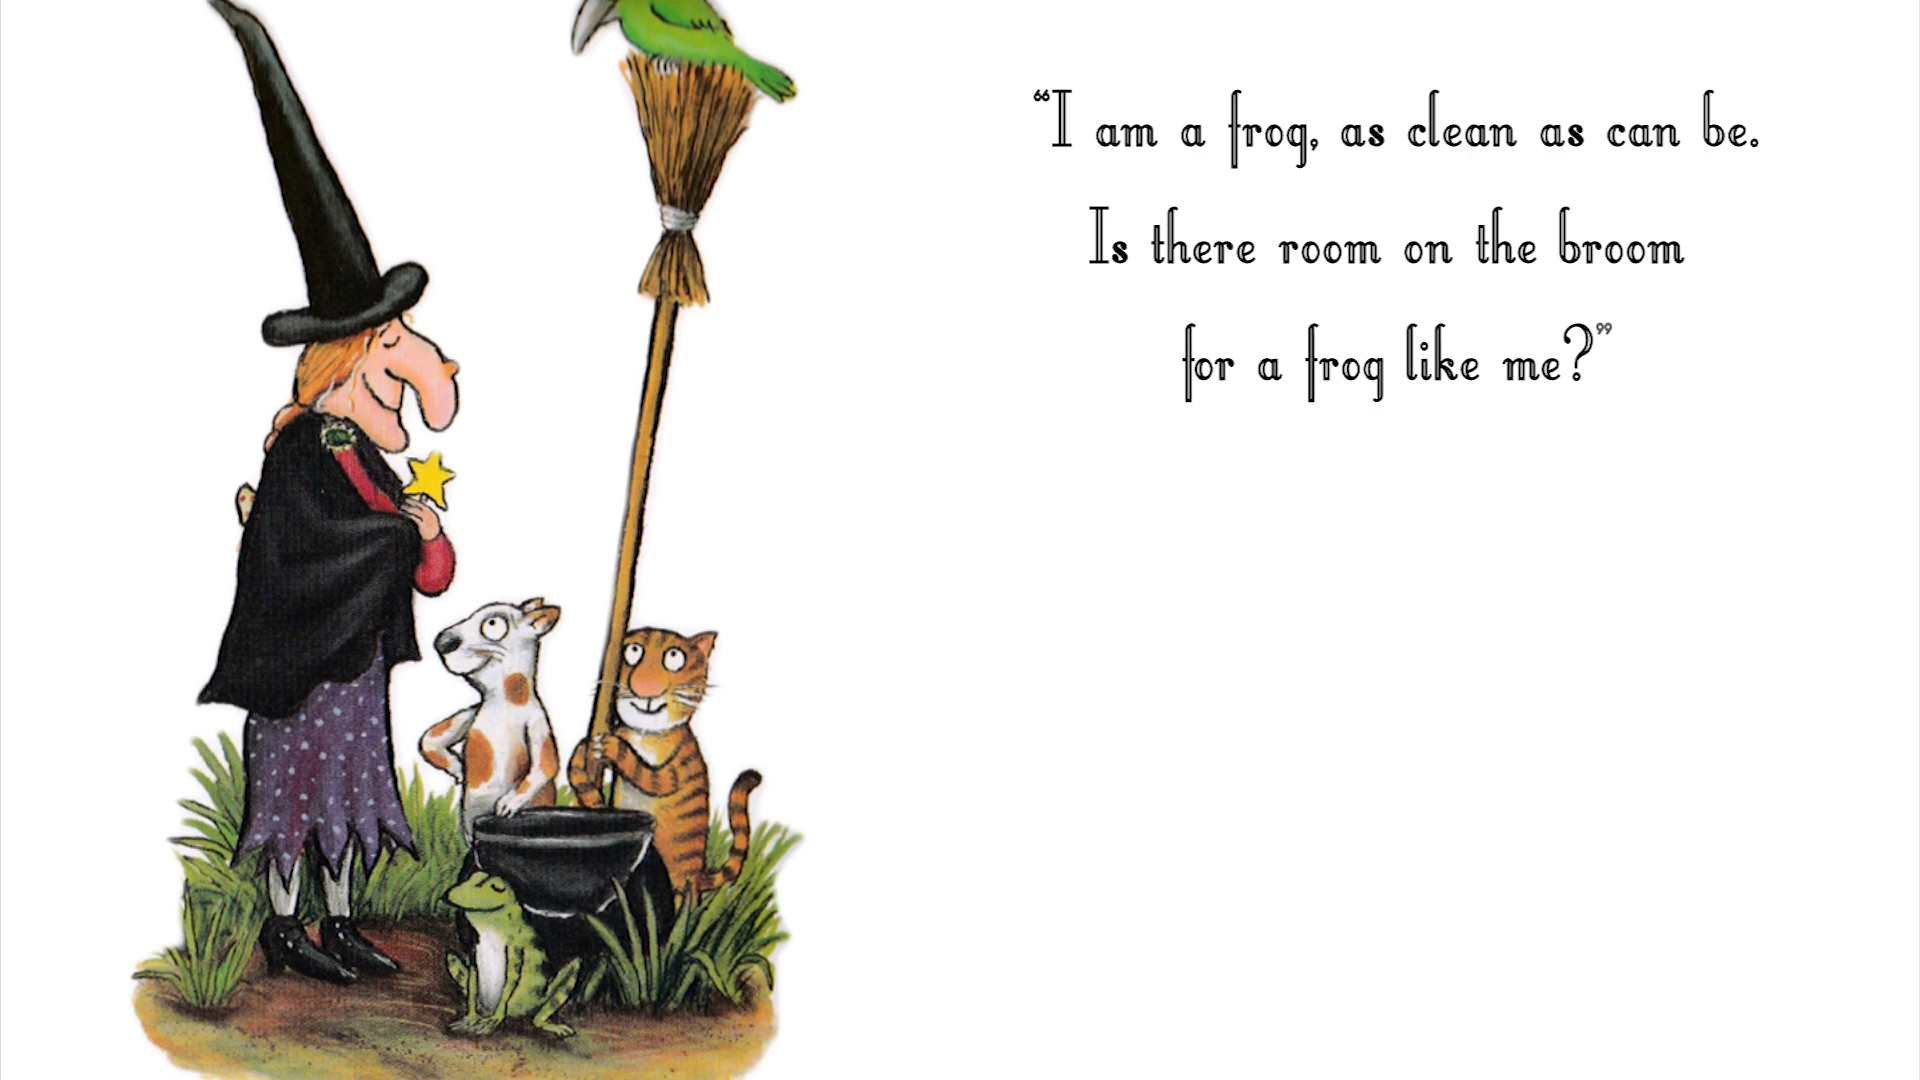 “I am a frog, as clean as can be.
Is there room on the broom
for a frog like me?”